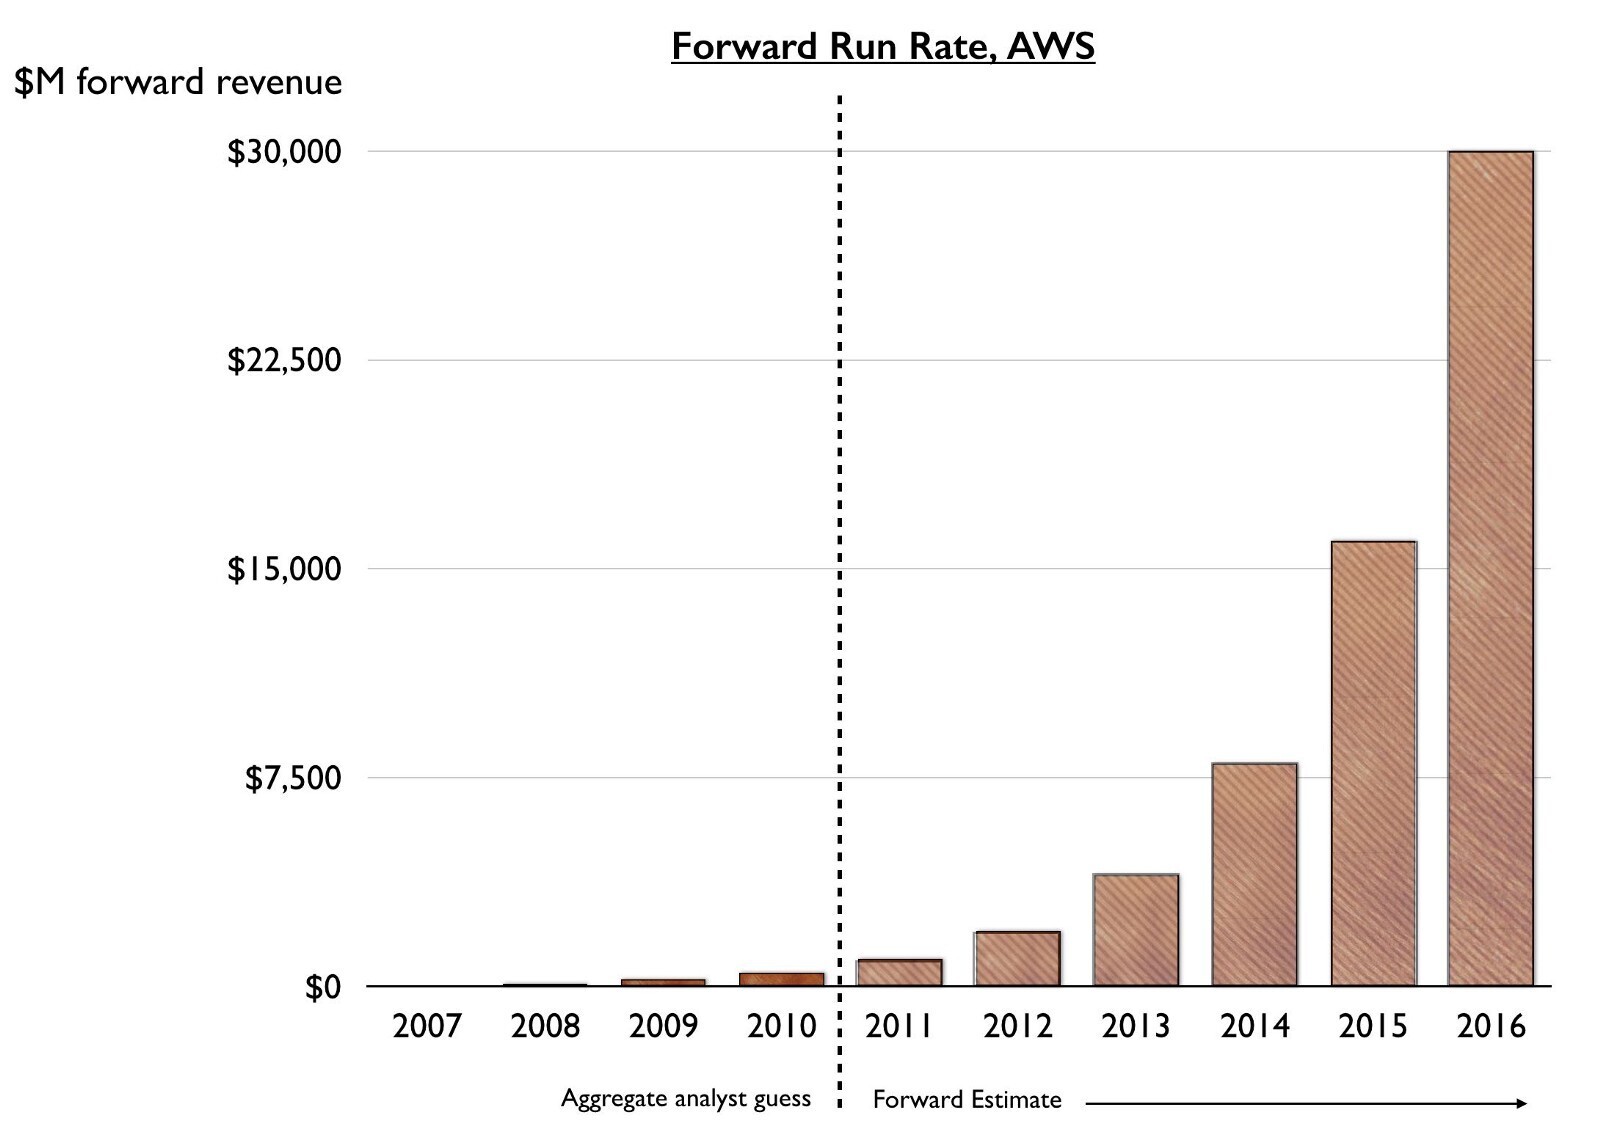 Forward Run Rate, AWS
$M forward revenue
$30,000
$22,500
$15,000
$7,500
$0
2007 2008 2009 2010 2011 2012 2013 2014 2015 2016
Aggregate analyst guess Forward Estimate